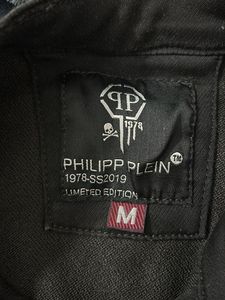 PP
1978
PHILIPP PLEIN TM
1978-SS2019
LIMITED EDITION
M